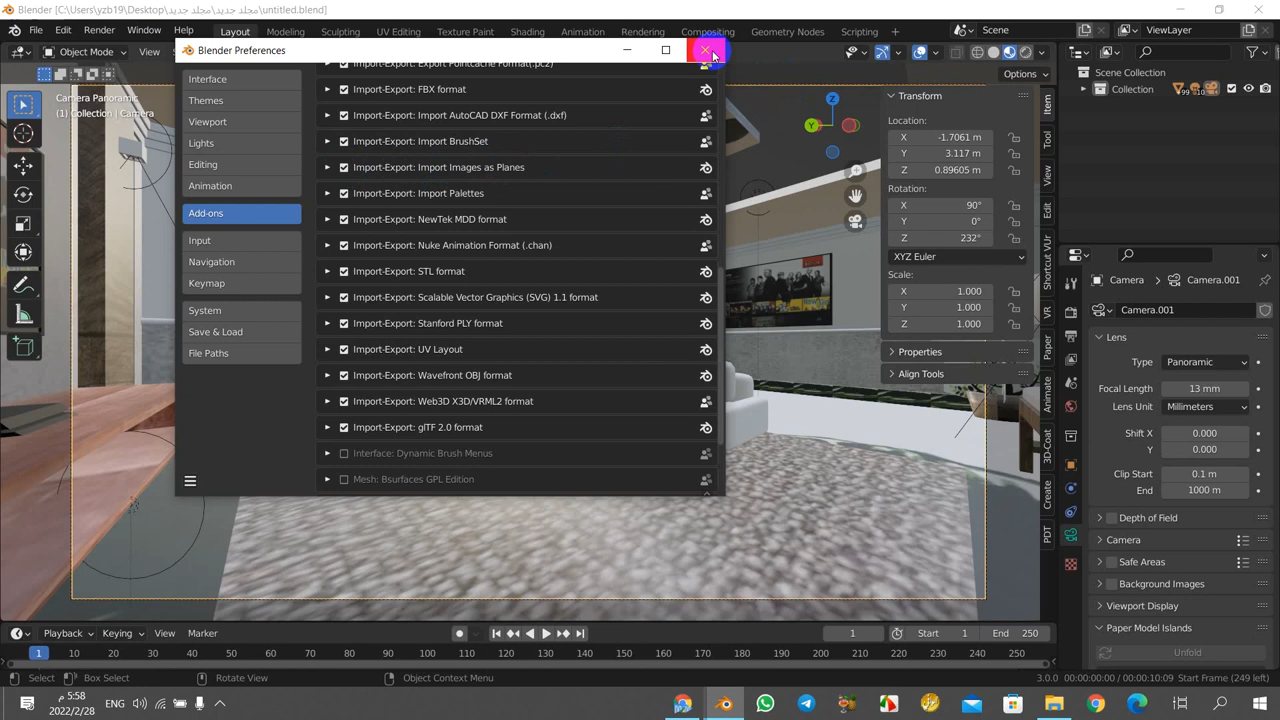 Blender [C:\Users\yzb19\Desktop\مجلد جديد\مجلد جديد\untitled.blend]
File Edit Render Window Help Layout Modeling Sculpting UV Editing Texture Paint Shading Animation Rendering Compositing Geometry Nodes Scripting + Scene ViewLayer
Blender Preferences
Object Mode View
Options
Camera Panoramic
(1) Collection | Camera
Interface
Themes
Viewport
Lights
Editing
Animation
Add-ons
Input
Navigation
Keymap
System
Save & Load
File Paths
Import-Export: Export Pointcache Format(.pc2)
Import-Export: FBX format
Import-Export: Import AutoCAD DXF Format (.dxf)
Import-Export: Import BrushSet
Import-Export: Import Images as Planes
Import-Export: Import Palettes
Import-Export: NewTek MDD format
Import-Export: Nuke Animation Format (.chan)
Import-Export: STL format
Import-Export: Scalable Vector Graphics (SVG) 1.1 format
Import-Export: Stanford PLY format
Import-Export: UV Layout
Import-Export: Wavefront OBJ format
Import-Export: Web3D X3D/VRML2 format
Import-Export: glTF 2.0 format
Interface: Dynamic Brush Menus
Mesh: Bsurfaces GPL Edition
Z
Y
Transform
Location:
X -1.7061 m
Y 3.117 m
Z 0.89605 m
Rotation:
X 90°
Y 0°
Z 232°
XYZ Euler
Scale:
X 1.000
Y 1.000
Z 1.000
Properties
Align Tools
Item
Tool
View
Edit
Shortcut VUr
VR
Paper
Animate
3D-Coat
Create
PDT
Scene Collection
Collection 99 10
Camera Camera.001
Camera.001
Lens
Type Panoramic
Focal Length 13 mm
Lens Unit Millimeters
Shift X 0.000
Y 0.000
Clip Start 0.1 m
End 1000 m
Depth of Field
Camera
Safe Areas
Background Images
Viewport Display
Paper Model Islands
Unfold
Playback Keying View Marker 1 Start 1 End 250
1 10 20 30 40 50 60 70 80 90 100 110 120 130 140 150 160 170 180 190 200 210 220 230 240 250
Select Box Select Rotate View Object Context Menu 3.0.0 00:00:00:00 / 00:00:10:09 Start Frame (249 left)
5:58 م
2022/2/28
ENG